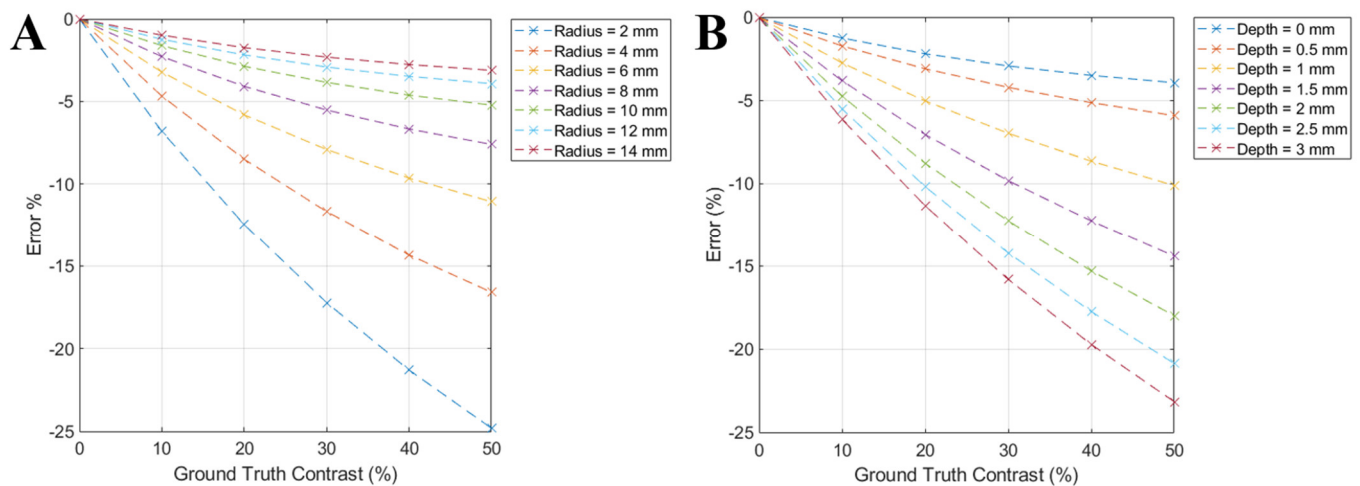 A
Error %
0
-5
-10
-15
-20
-25
0 10 20 30 40 50
Ground Truth Contrast (%)
Radius = 2 mm
Radius = 4 mm
Radius = 6 mm
Radius = 8 mm
Radius = 10 mm
Radius = 12 mm
Radius = 14 mm
B
Error (%)
0
-5
-10
-15
-20
-25
0 10 20 30 40 50
Ground Truth Contrast (%)
Depth = 0 mm
Depth = 0.5 mm
Depth = 1 mm
Depth = 1.5 mm
Depth = 2 mm
Depth = 2.5 mm
Depth = 3 mm